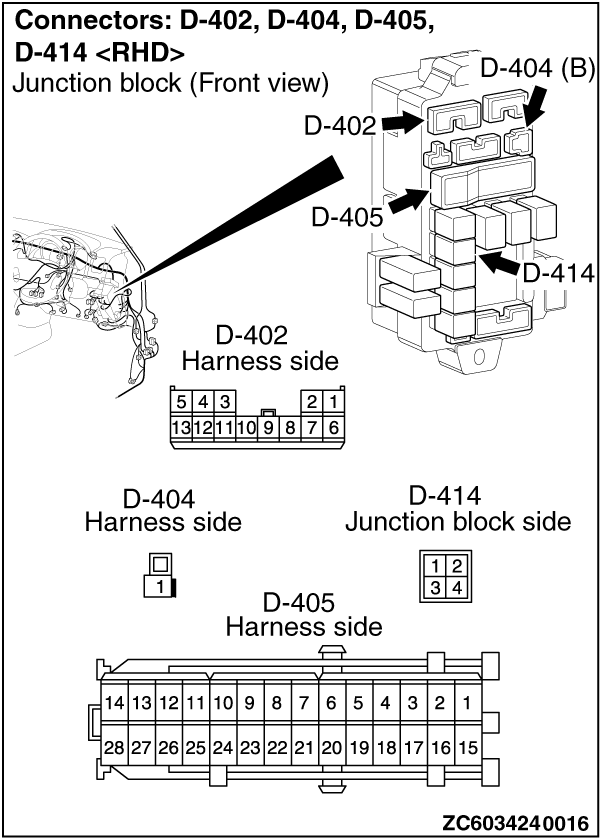 Connectors: D-402, D-404, D-405,
D-414 <RHD>
Junction block (Front view)
D-404 (B)
D-402
D-405
D-414
D-402
Harness side
5 4 3 2 1
13 12 11 10 9 8 7 6
D-404
Harness side
1
D-414
Junction block side
1 2
3 4
D-405
Harness side
14 13 12 11 10 9 8 7 6 5 4 3 2 1
28 27 26 25 24 23 22 21 20 19 18 17 16 15
ZC6034240016